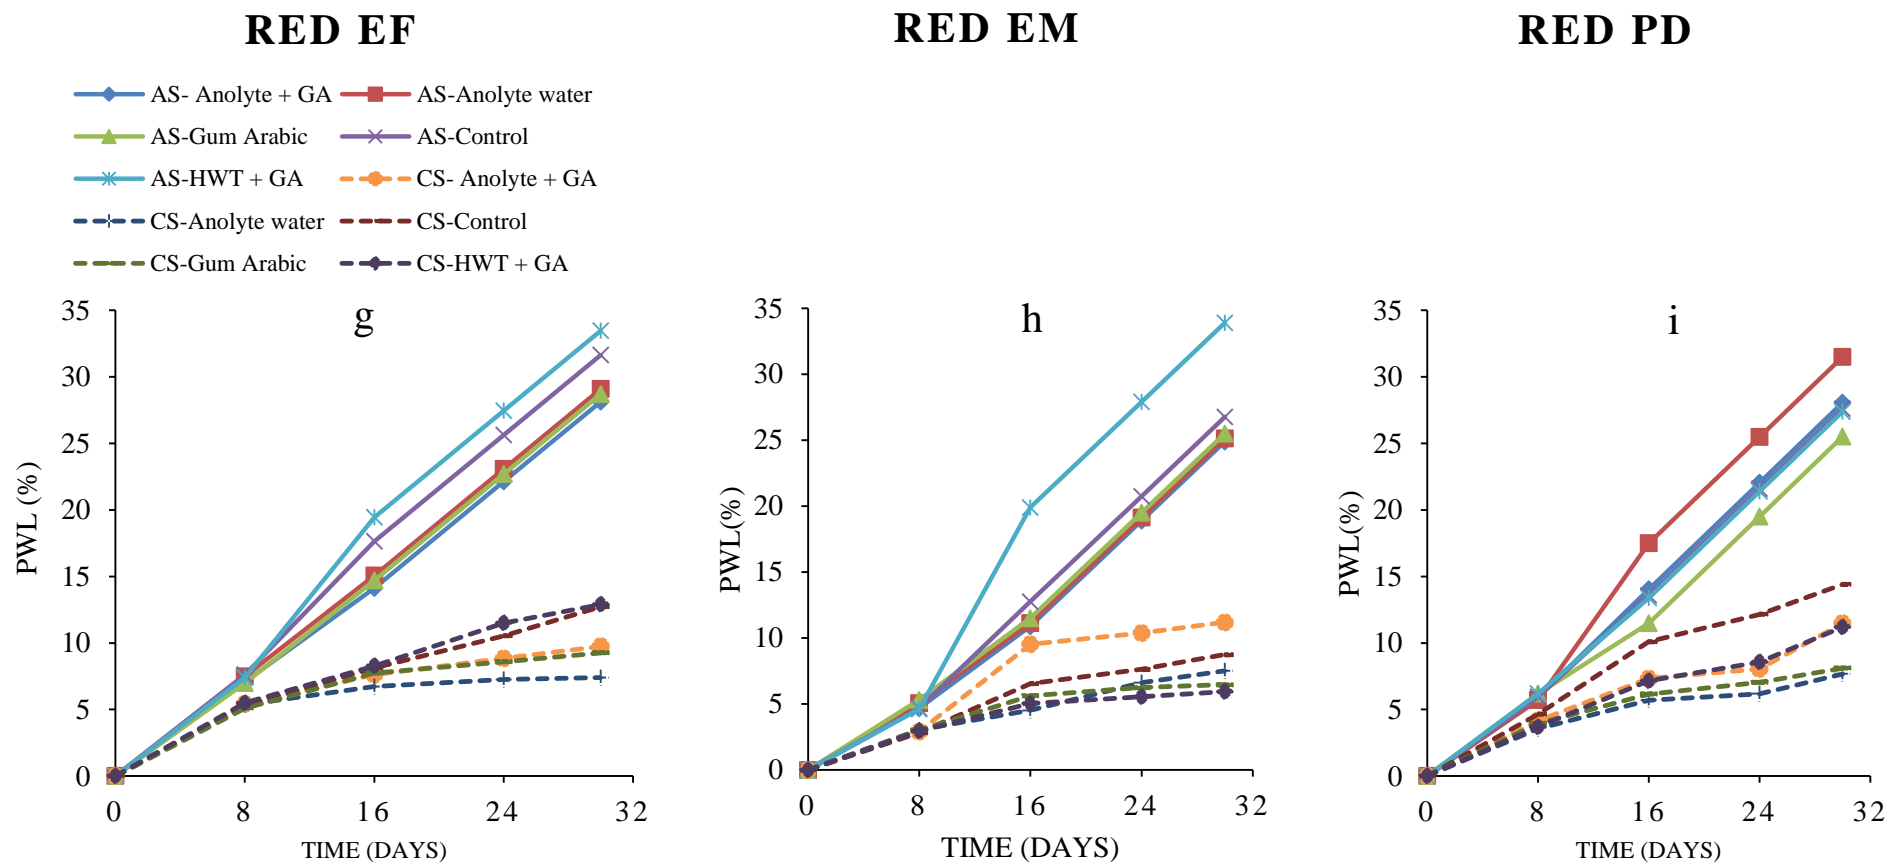 RED EF
RED EM
RED PD
AS- Anolyte + GA
AS-Anolyte water
AS-Gum Arabic
AS-Control
AS-HWT + GA
CS- Anolyte + GA
CS-Anolyte water
CS-Control
CS-Gum Arabic
CS-HWT + GA
g
PWL (%)
35
30
25
20
15
10
5
0
0 8 16 24 32
TIME (DAYS)
h
PWL(%)
35
30
25
20
15
10
5
0
0 8 16 24 32
TIME (DAYS)
i
PWL(%)
35
30
25
20
15
10
5
0
0 8 16 24 32
TIME (DAYS)